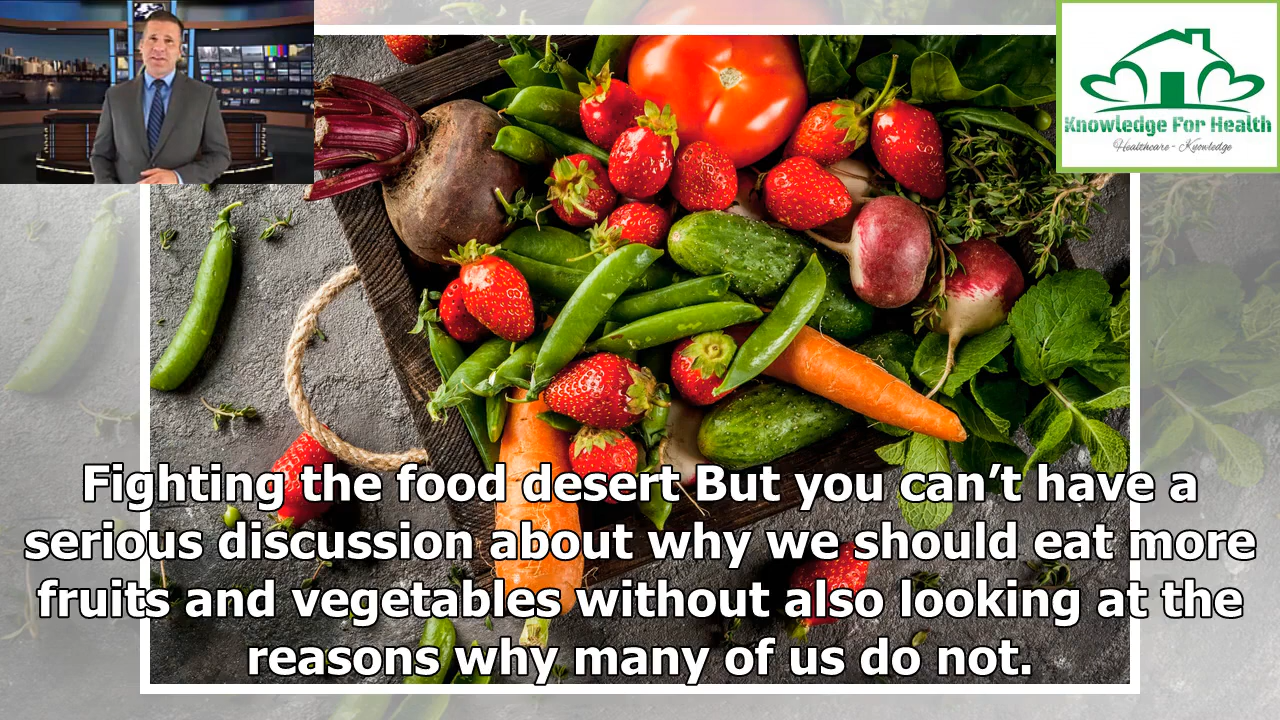 Knowledge For Health
Healthcare - Knowledge
Fighting the food desert But you can’t have a
serious discussion about why we should eat more
fruits and vegetables without also looking at the
reasons why many of us do not.